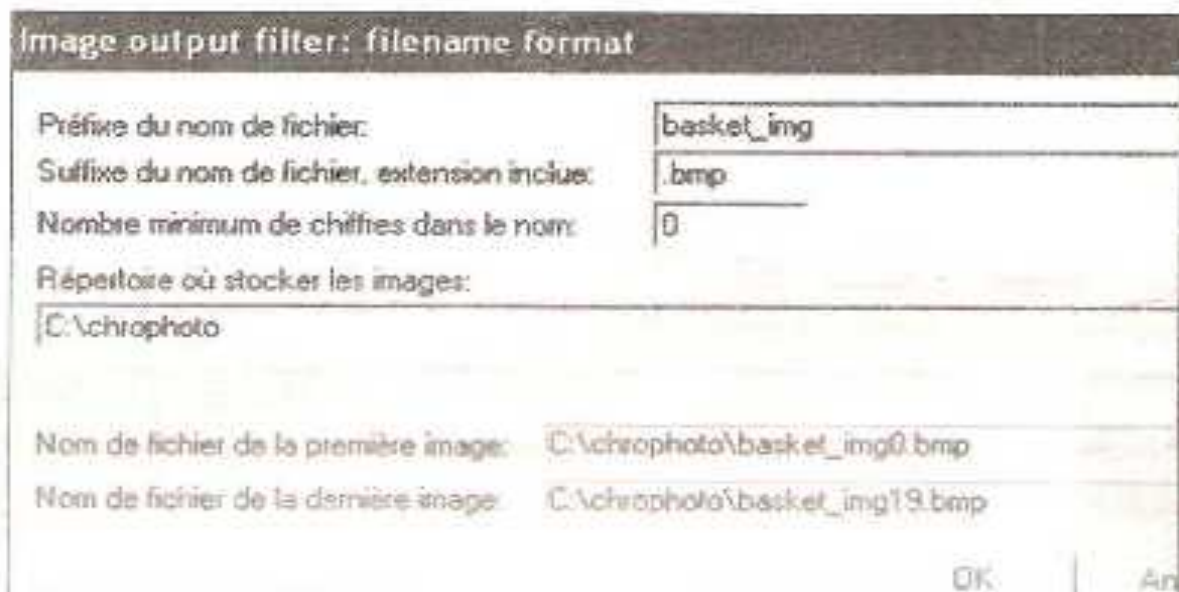 Image output filter: filename format
Préfixe du nom de fichier: basket_img
Suffixe du nom de fichier, extension inclue: .bmp
Nombre minimum de chiffres dans le nom: 0
Répertoire où stocker les images:
C:\chrophoto
Nom de fichier de la première image: C:\chrophoto\basket_img0.bmp
Nom de fichier de la dernière image: C:\chrophoto\basket_img19.bmp
OK An